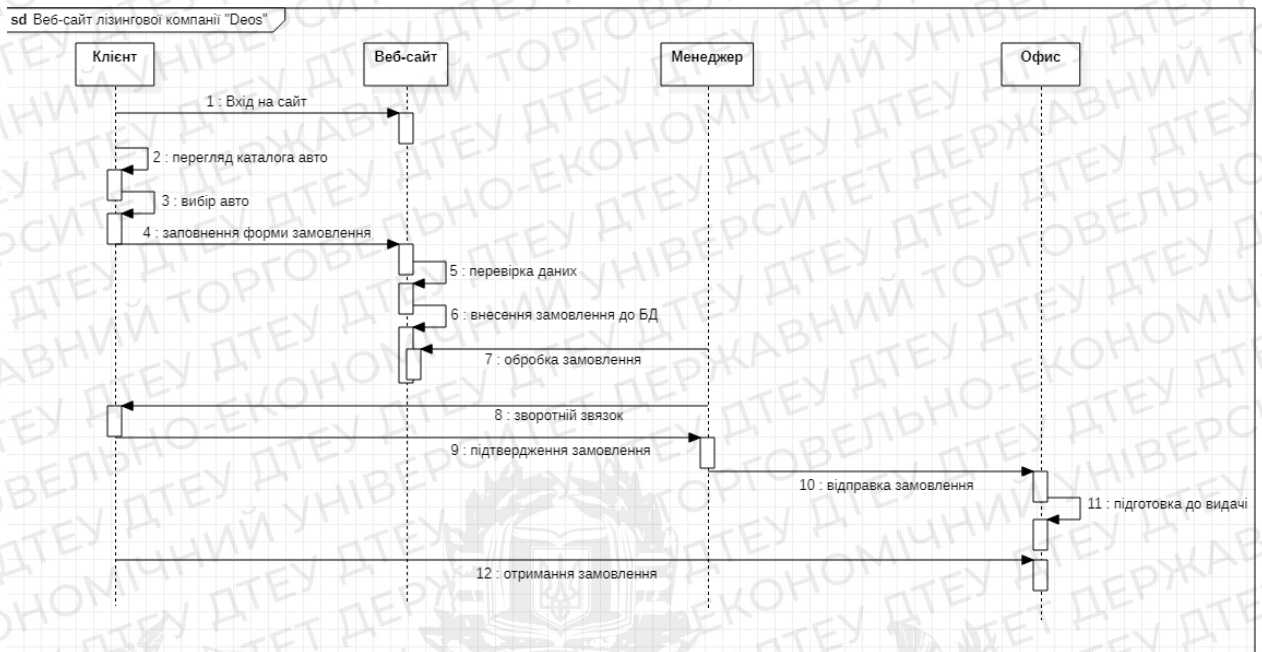 sd Веб-сайт лізингової компанії "Deos"
Клієнт
Веб-сайт
Менеджер
Офис
1 : Вхід на сайт
2 : перегляд каталога авто
3 : вибір авто
4 : заповнення форми замовлення
5 : перевірка даних
6 : внесення замовлення до БД
7 : обробка замовлення
8 : зворотній звязок
9 : підтвердження замовлення
10 : відправка замовлення
11 : підготовка до видачі
12 : отримання замовлення